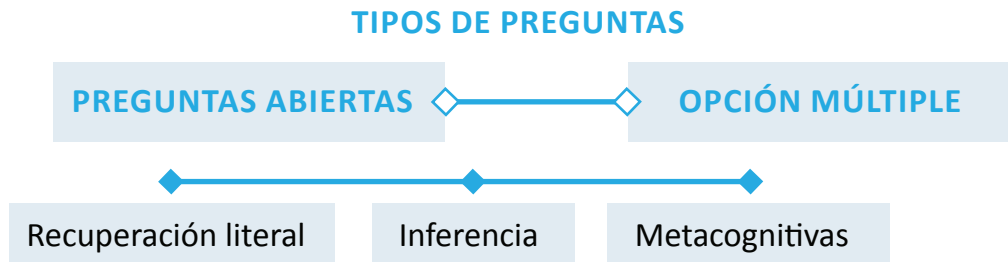 TIPOS DE PREGUNTAS
PREGUNTAS ABIERTAS
OPCIÓN MÚLTIPLE
Recuperación literal
Inferencia
Metacognitivas